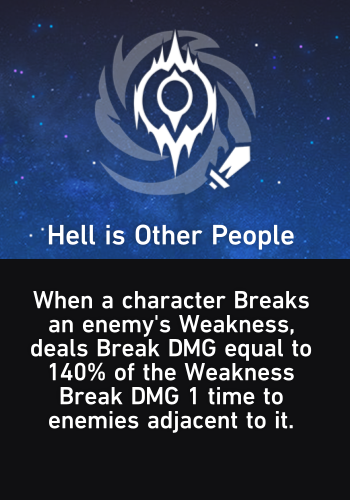 Hell is Other People
When a character Breaks
an enemy's Weakness,
deals Break DMG equal to
140% of the Weakness
Break DMG 1 time to
enemies adjacent to it.